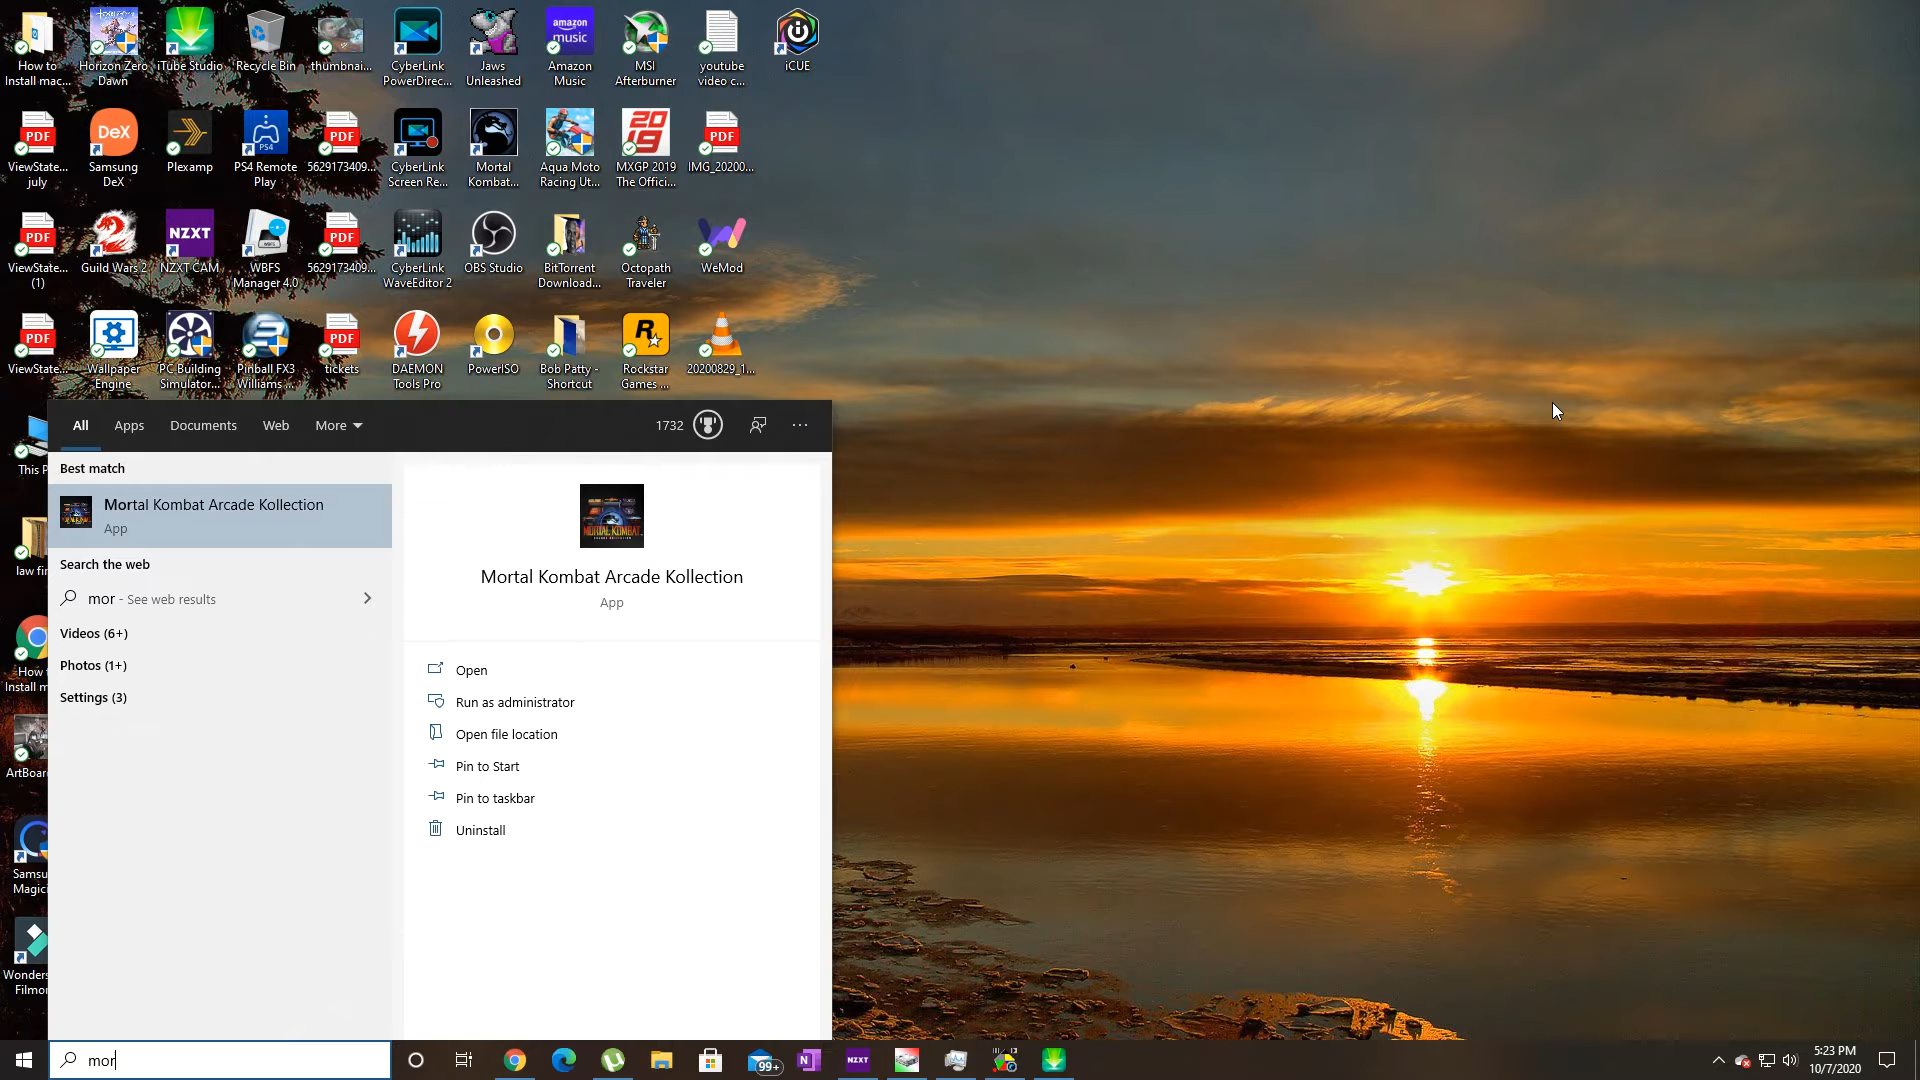 How to
Install mac...
Horizon Zero
Dawn
iTube Studio
Recycle Bin
thumbnai...
CyberLink
PowerDirec...
Jaws
Unleashed
amazon
music
Amazon
Music
MSI
Afterburner
youtube
video c...
iCUE
PDF
ViewState...
july
DeX
Samsung
DeX
Plexamp
PS4
PS4 Remote
Play
PDF
5629173409...
CyberLink
Screen Re...
Mortal
Kombat...
Aqua Moto
Racing Ut...
2019
MXGP 2019
The Offici...
PDF
IMG_20200...
PDF
ViewState...
(1)
Guild Wars 2
NZXT
NZXT CAM
WBFS
Manager 4.0
PDF
5629173409...
CyberLink
WaveEditor 2
OBS Studio
BitTorrent
Download...
Octopath
Traveler
WeMod
PDF
ViewState...
Wallpaper
Engine
PC Building
Simulator...
Pinball FX3
Williams ...
PDF
tickets
DAEMON
Tools Pro
PowerISO
Bob Patty -
Shortcut
R
Rockstar
Games ...
20200829_1...
This P
law fir
How t
Install m
ArtBoar
Samsu
Magici
Wonders
Filmor
All
Apps
Documents
Web
More
1732
...
Best match
Mortal Kombat Arcade Kollection
App
Search the web
mor - See web results
Videos (6+)
Photos (1+)
Settings (3)
MORTAL KOMBAT
Mortal Kombat Arcade Kollection
App
Open
Run as administrator
Open file location
Pin to Start
Pin to taskbar
Uninstall
mor
99+
N
NZXT
5:23 PM
10/7/2020